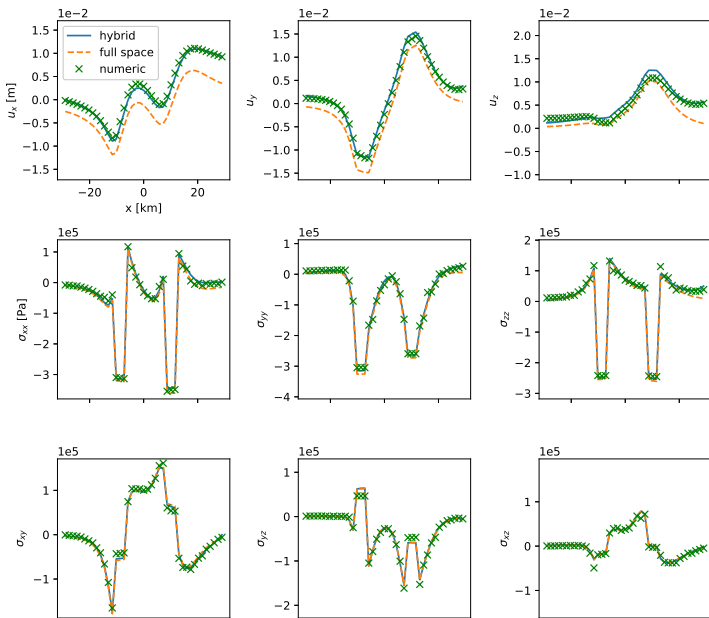 1e−2 1e−2 1e−2
hybrid
full space
numeric
1.5
1.0
0.5
0.0
−0.5
−1.0
−1.5
u_x [m]
−20 0 20
x [km]
1.5
1.0
0.5
0.0
−0.5
−1.0
−1.5
u_y
2.0
1.5
1.0
0.5
0.0
−0.5
−1.0
u_z
1e5 1e5 1e5
1
0
−1
−2
−3
σ_xx [Pa]
1
0
−1
−2
−3
−4
σ_yy
2
1
0
−1
−2
−3
σ_zz
1e5 1e5 1e5
1
0
−1
σ_xy
1
0
−1
−2
σ_yz
1
0
−1
σ_xz